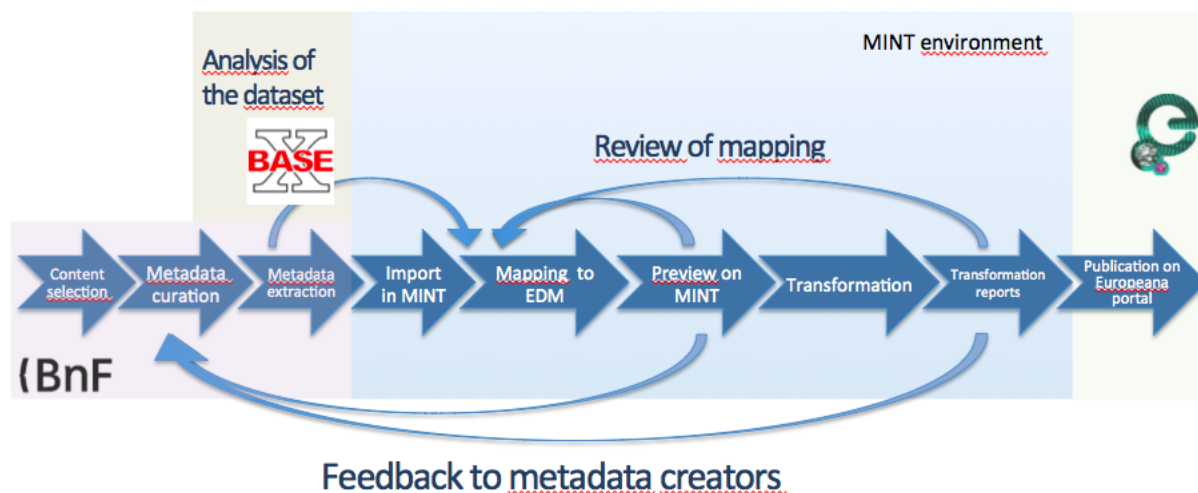 MINT environment
Analysis of
the dataset
X
BASE
Review of mapping
Content
selection
Metadata
curation
Metadata
extraction
Import
in MINT
Mapping to
EDM
Preview on
MINT
Transformation
Transformation
reports
Publication on
Europeana
portal
(BnF
Feedback to metadata creators